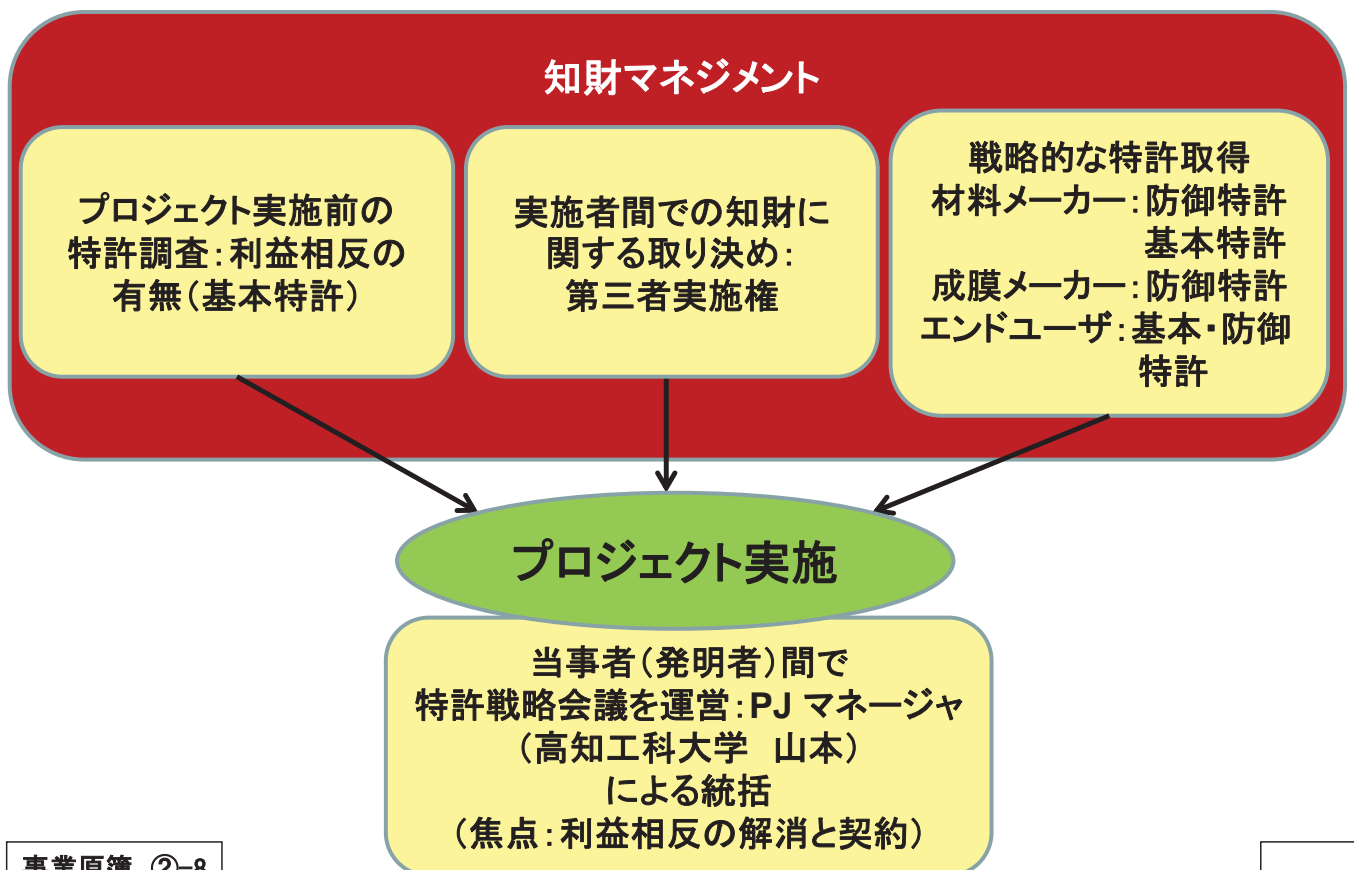 知財マネジメント
プロジェクト実施前の
特許調査:利益相反の
有無(基本特許)
実施者間での知財に
関する取り決め:
第三者実施権
戦略的な特許取得
材料メーカー:防御特許
基本特許
成膜メーカー:防御特許
エンドユーザ:基本・防御
特許
プロジェクト実施
当事者(発明者)間で
特許戦略会議を運営:PJ マネージャ
(高知工科大学 山本)
による統括
(焦点:利益相反の解消と契約)
事業原簿 ②-8